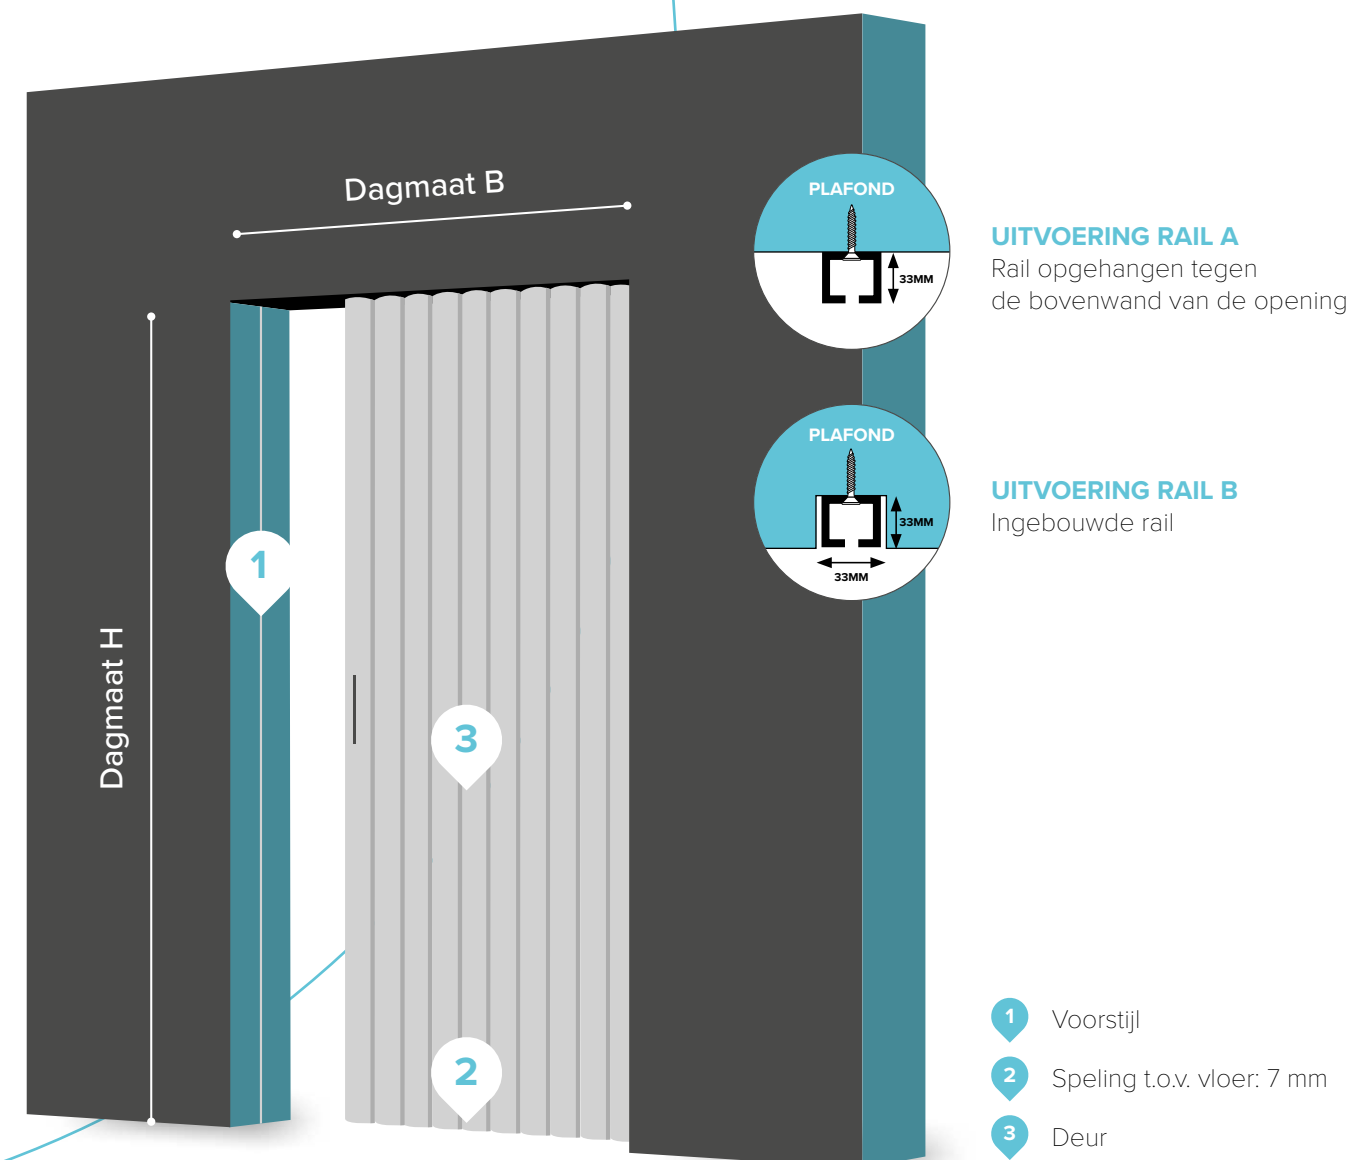 Dagmaat B
Dagmaat H
1
3
2
PLAFOND
33MM
UITVOERING RAIL A
Rail opgehangen tegen
de bovenwand van de opening
PLAFOND
33MM
33MM
UITVOERING RAIL B
Ingebouwde rail
1 Voorstijl
2 Speling t.o.v. vloer: 7 mm
3 Deur